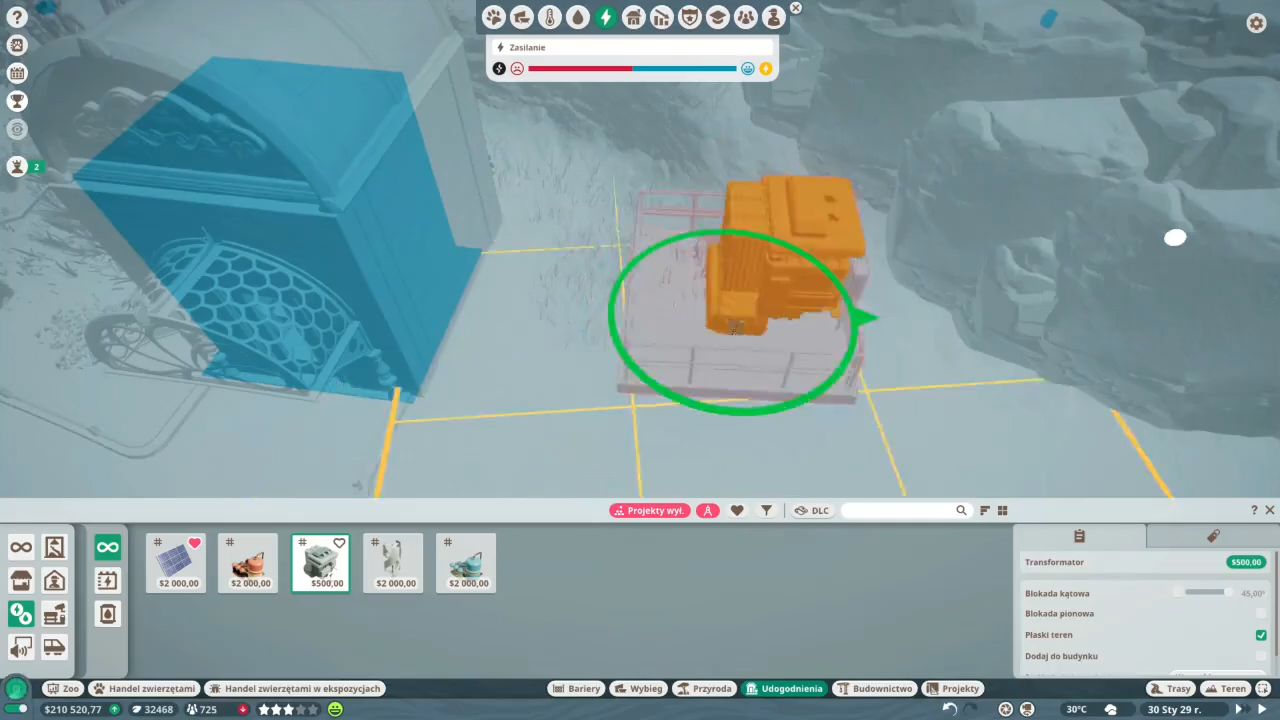 Zasilanie
2
Projekty wył.
DLC
$2 000,00
$2 000,00
$500,00
$2 000,00
$2 000,00
Transformator
$500,00
Blokada kątowa
45,00°
Blokada pionowa
Płaski teren
Dodaj do budynku
Zoo
Handel zwierzętami
Handel zwierzętami w ekspozycjach
Bariery
Wybieg
Przyroda
Udogodnienia
Budownictwo
Projekty
Trasy
Teren
$210 520,77
32468
725
30°C
30 Sty 29 r.